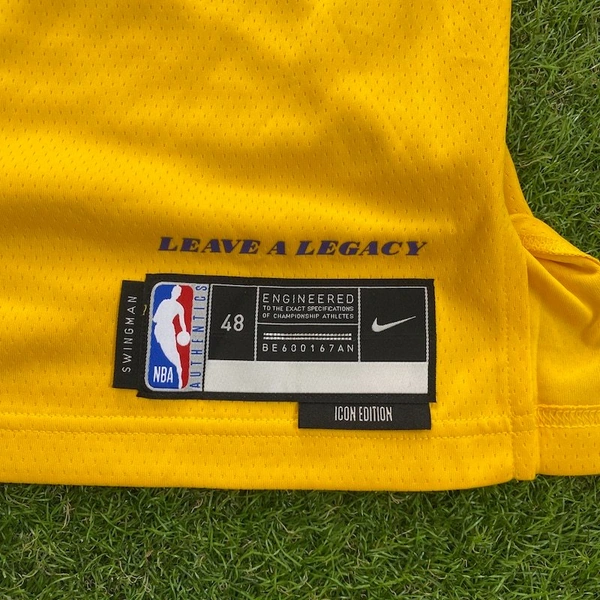 LEAVE A LEGACY
SWINGMAN
NBA
AUTHENTICS
48
ENGINEERED
TO THE EXACT SPECIFICATIONS
OF CHAMPIONSHIP ATHLETES
BE600167AN
ICON EDITION